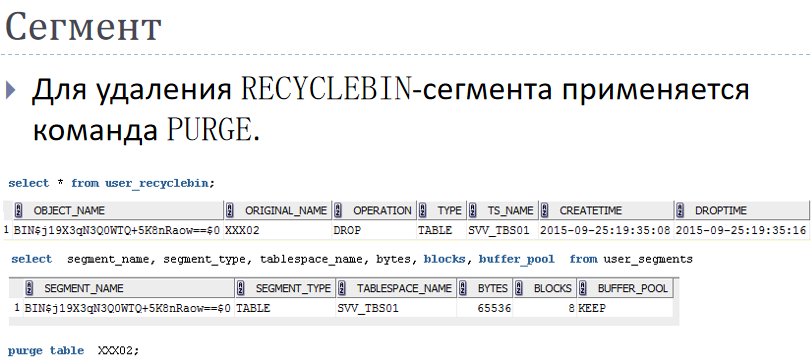 Сегмент
Для удаления RECYCLEBIN-сегмента применяется
команда PURGE.
select * from user_recyclebin;
OBJECT_NAME ORIGINAL_NAME OPERATION TYPE TS_NAME CREATETIME DROPTIME
1 BIN$j19X3qN3Q0WTQ+5K8nRaow==$0 XXX02 DROP TABLE SVV_TBS01 2015-09-25:19:35:08 2015-09-25:19:35:16
select segment_name, segment_type, tablespace_name, bytes, blocks, buffer_pool from user_segments
SEGMENT_NAME SEGMENT_TYPE TABLESPACE_NAME BYTES BLOCKS BUFFER_POOL
1 BIN$j19X3qN3Q0WTQ+5K8nRaow==$0 TABLE SVV_TBS01 65536 8 KEEP
purge table XXX02;